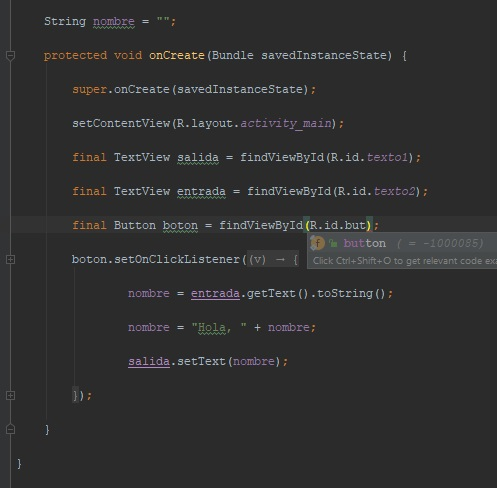 String nombre = "";
protected void onCreate(Bundle savedInstanceState) {
super.onCreate(savedInstanceState);
setContentView(R.layout.activity_main);
final TextView salida = findViewById(R.id.texto1);
final TextView entrada = findViewById(R.id.texto2);
final Button boton = findViewById(R.id.but);
f button ( = -1000085)
boton.setOnClickListener((v) → {
Click Ctrl+Shift+O to get relevant code exa
nombre = entrada.getText().toString();
nombre = "Hola, " + nombre;
salida.setText(nombre);
});
}
}